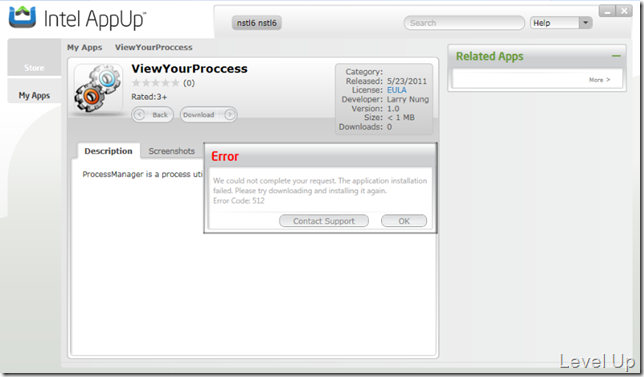 Intel AppUp™
nstl6 nstl6
Search
Help
Store
My Apps
My Apps ViewYourProccess
ViewYourProccess
(0)
Rated:3+
Back
Download
Category:
Released: 5/23/2011
License: EULA
Developer: Larry Nung
Version: 1.0
Size: < 1 MB
Downloads: 0
Related Apps
More >
Description
Screenshots
ProcessManager is a process uti
Error
We could not complete your request. The application installation
failed. Please try downloading and installing it again.
Error Code: 512
Contact Support
OK
Level Up